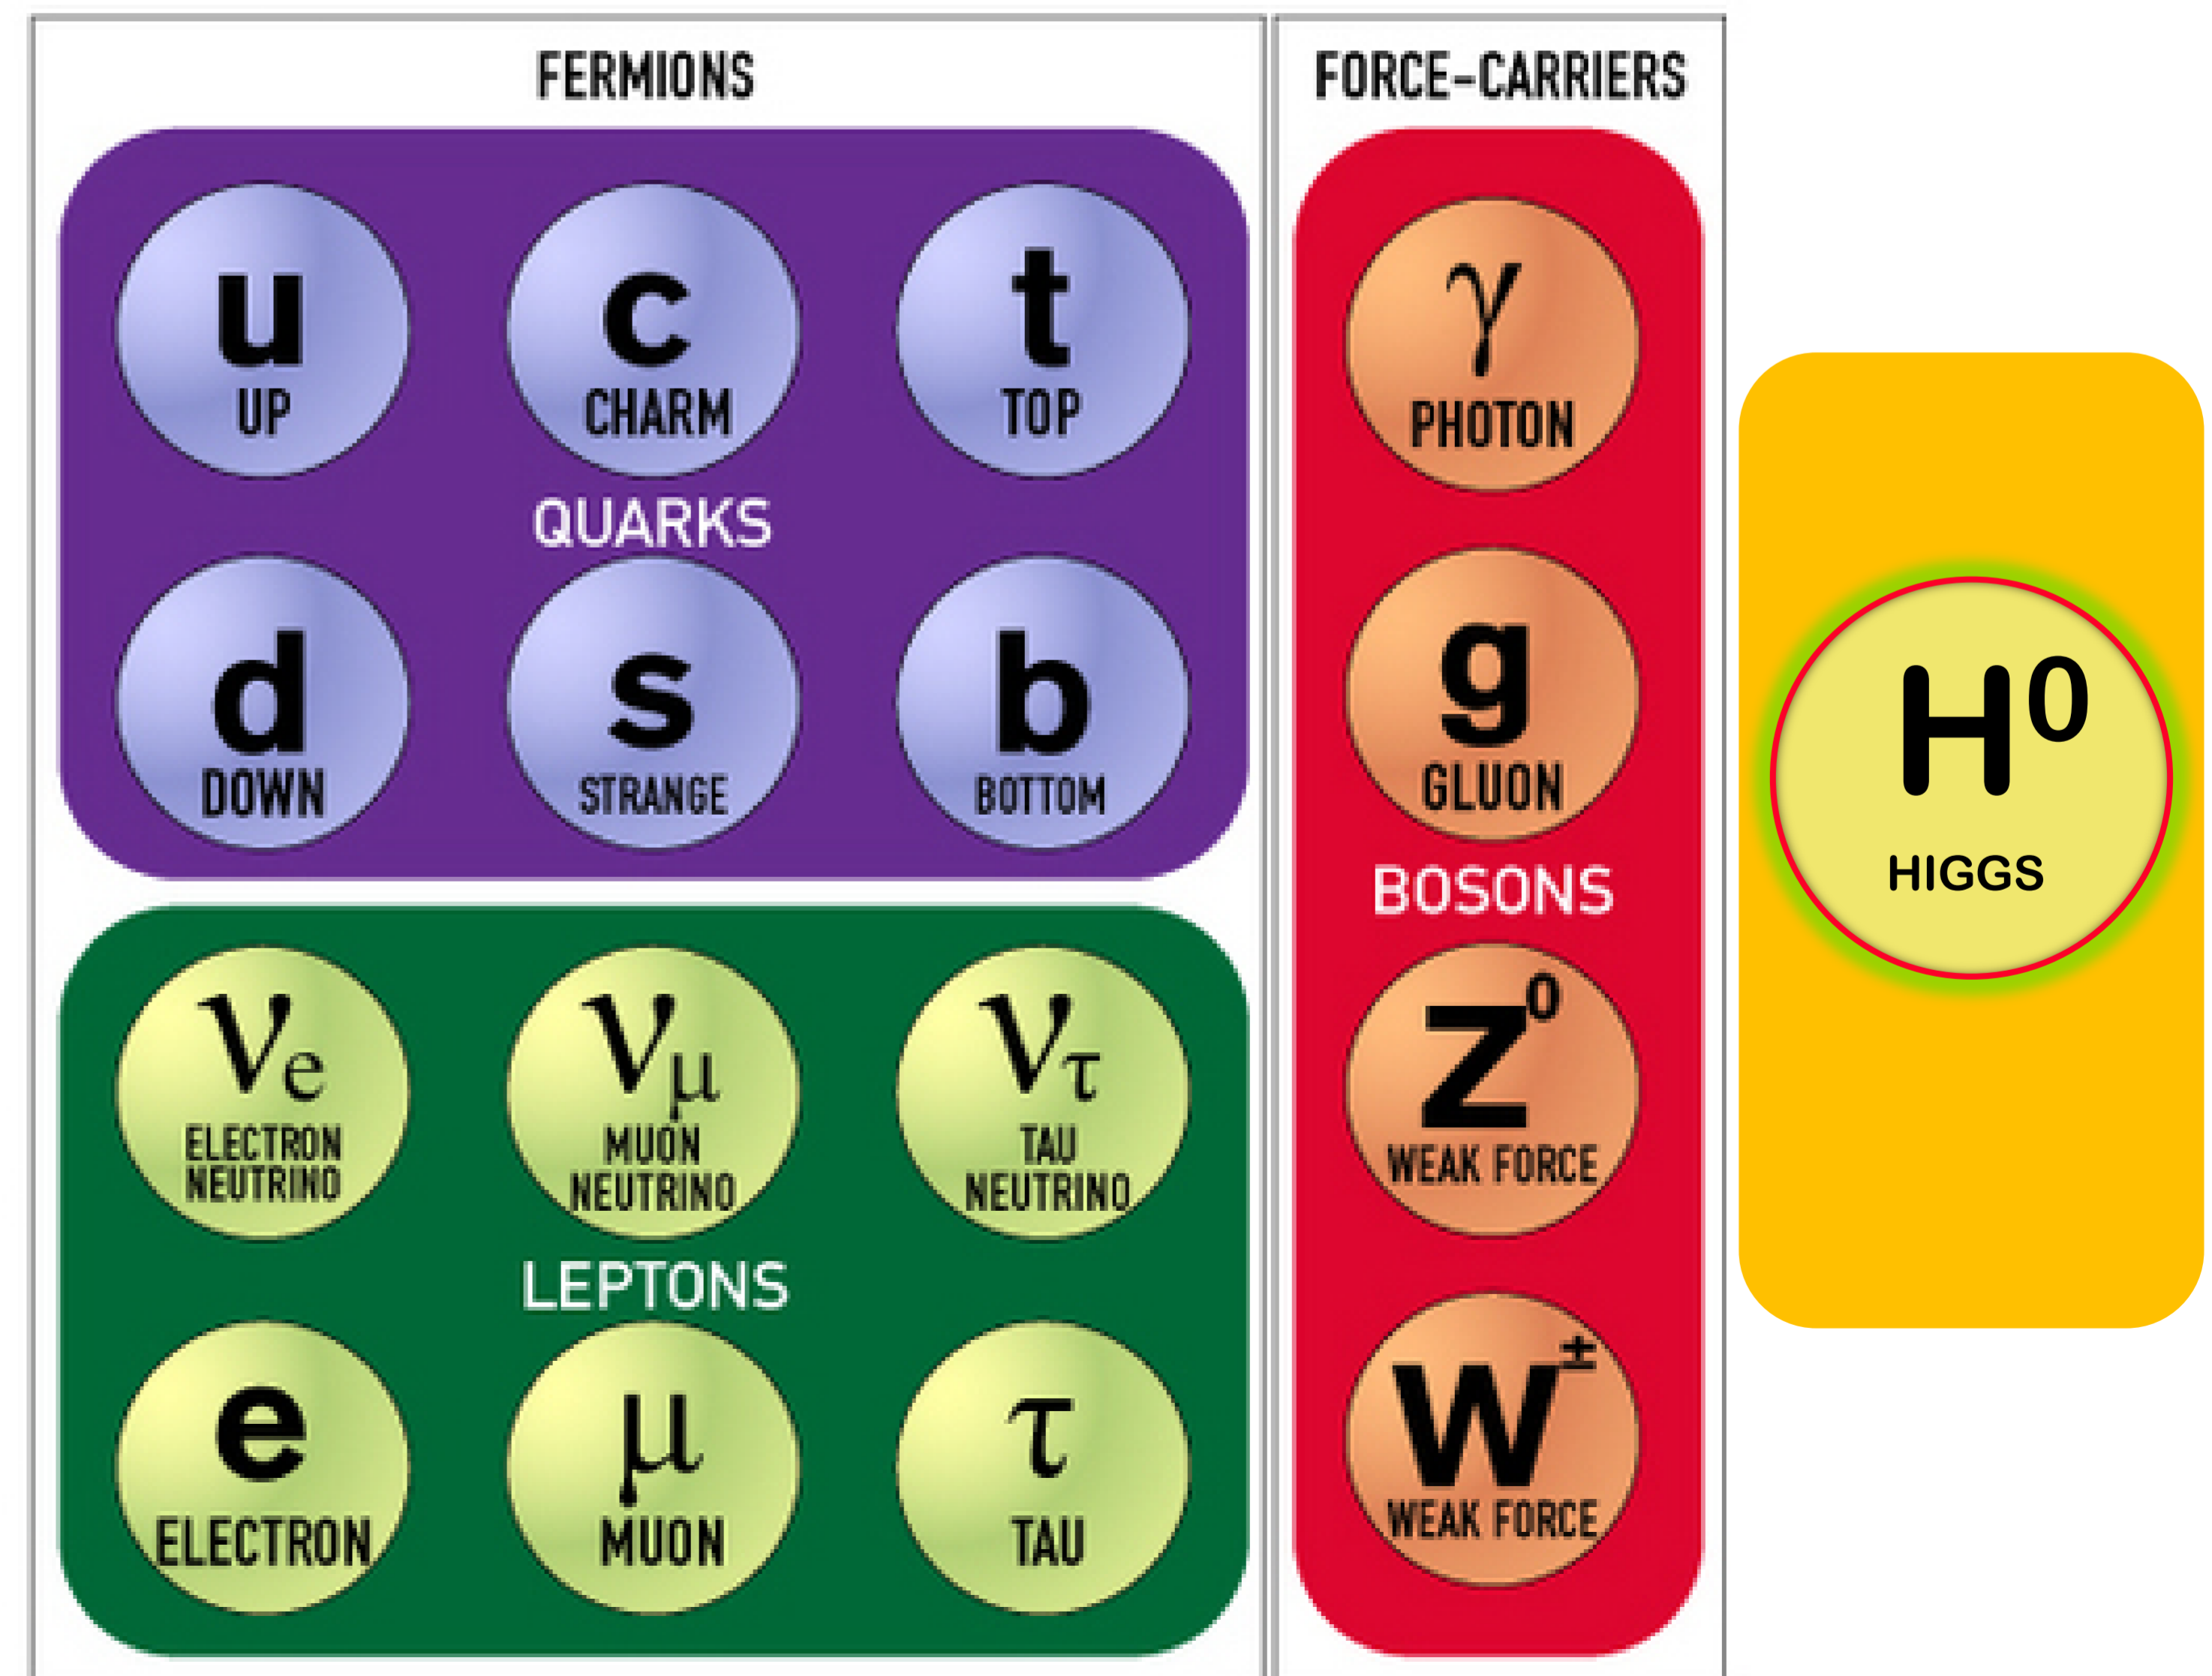 FERMIONS
u
UP
c
CHARM
t
TOP
QUARKS
d
DOWN
s
STRANGE
b
BOTTOM
νe
ELECTRON
NEUTRINO
νμ
MUON
NEUTRINO
ντ
TAU
NEUTRINO
LEPTONS
e
ELECTRON
μ
MUON
τ
TAU
FORCE-CARRIERS
γ
PHOTON
g
GLUON
BOSONS
Z⁰
WEAK FORCE
W±
WEAK FORCE
H⁰
HIGGS